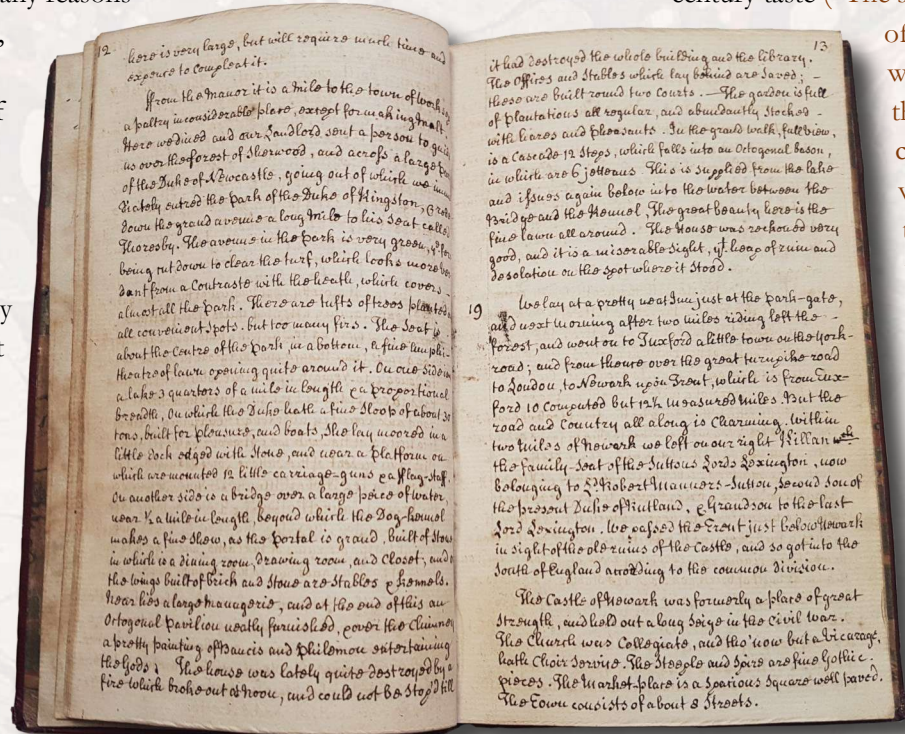 any reasons
,
f
y
t
12
here is very large, but will require much time and
expence to compleat it.
From the Manor it is a mile to the town of
a paltry inconsiderable place, except for making Malt.
Here we dined and our Landlord sent a person to
us over the forest of Sherwood, and across a large
of the Duke of Newcastle, going out of which we
diately entred the park of the Duke of Kingston, &
down the grand avenue a long Mile to his Seat called
Thoresby. The avenue in the Park is very green,
being cut down to clear the turf, which looks more
dant from a Contraste with the heath, which covers
almost all the park. There are tufts of trees planted
all convenient spots. but too many firs. The Seat is
about the Centre of the Park, in a bottom, a fine Amphi-
theatre of lawn opening quite around it. On one side
a lake 3 quarters of a mile in length & a proportional
breadth, On which the Duke hath a fine Sloop of about 30
tons, built for pleasure, and boats, She lay moored in a
little Dock edged with Stone, and near a platform on
which are mounted 12 little carriage-guns & a fflag-staff.
On another side is a bridge over a large peice of water,
near ½ a Mile in length, beyond which the Dog-kennel
makes a fine Shew, as the Portal is grand, built of Stone
in which is a dining room, drawing room, and Closet, and
the wings built of Brick and Stone are Stables & Kennels.
Near lies a large Managerie, and at the end of this an
Octogonal pavilion neatly furnished, & over the Chimney
a pretty painting of Baucis and Philemon entertaining
the Gods. The house was lately quite destroyed by a
fire which broke out at Noon, and could not be Stop'd till
13
it had destroyed the whole building and the library.
The Offices and Stables which lay behind are Saved; -
these are built round two Courts. — The garden is full
of plantations all regular, and abundantly Stocked -
with hares and Pheasants. In the grand walk, full view,
is a Cascade 12 Steps, which falls into an Octogonal bason,
in which are 6 jetteaus. This is supplied from the lake
and issues again below into the water between the
Bridge and the Kennel. The great beauty here is the
fine lawn all around. The House was reckoned very
good, and it is a miserable sight, yt. heap of ruin and
desolation on the spot where it Stood.
19
We lay at a pretty neat Inn just at the park-gate,
and next Morning after two Miles riding left the -
forest, and went on to Tuxford a little town on the York-
road; and from thence over the great turnpike road
to London, to Newark upon Trent, which is from Tux-
ford 10 Computed but 12½ Measured Miles. But the
road and Country all along is Charming. Within
two Miles of Newark we left on our right Killan wch
the family-Seat of the Suttons Lords Lexington, now
belonging to Ld Robert Manners-Sutton, Second Son of
the present Duke of Rutland, & Grandson to the last
Lord Lexington. We passed the Trent just below Newark
in sight of the old ruins of the Castle, and so got into the
South of England according to the common division.
The Castle of Newark was formerly a place of great
Strength, and held out a long Seige in the Civil War.
The Church was Collegiate, and tho' now but a Vicarage,
hath Choir Service. The Steeple and Spire are fine Gothic
pieces. The Market-place is a Spacious Square well paved.
The Town consists of about 8 Streets.
century taste ("The s
of
w
th
c
v
t